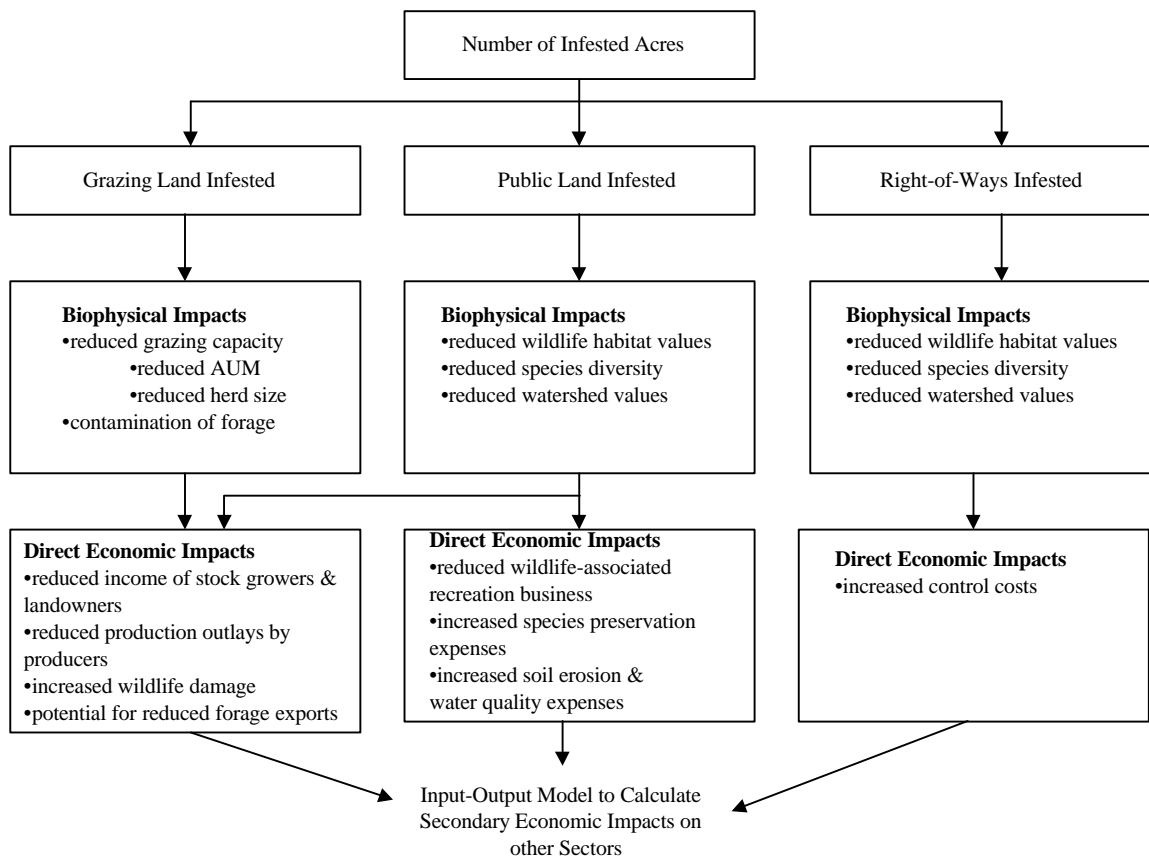 Number of Infested Acres
Grazing Land Infested
Public Land Infested
Right-of-Ways Infested
Biophysical Impacts
•reduced grazing capacity
•reduced AUM
•reduced herd size
•contamination of forage
Biophysical Impacts
•reduced wildlife habitat values
•reduced species diversity
•reduced watershed values
Biophysical Impacts
•reduced wildlife habitat values
•reduced species diversity
•reduced watershed values
Direct Economic Impacts
•reduced income of stock growers &
landowners
•reduced production outlays by
producers
•increased wildlife damage
•potential for reduced forage exports
Direct Economic Impacts
•reduced wildlife-associated
recreation business
•increased species preservation
expenses
•increased soil erosion &
water quality expenses
Direct Economic Impacts
•increased control costs
Input-Output Model to Calculate
Secondary Economic Impacts on
other Sectors